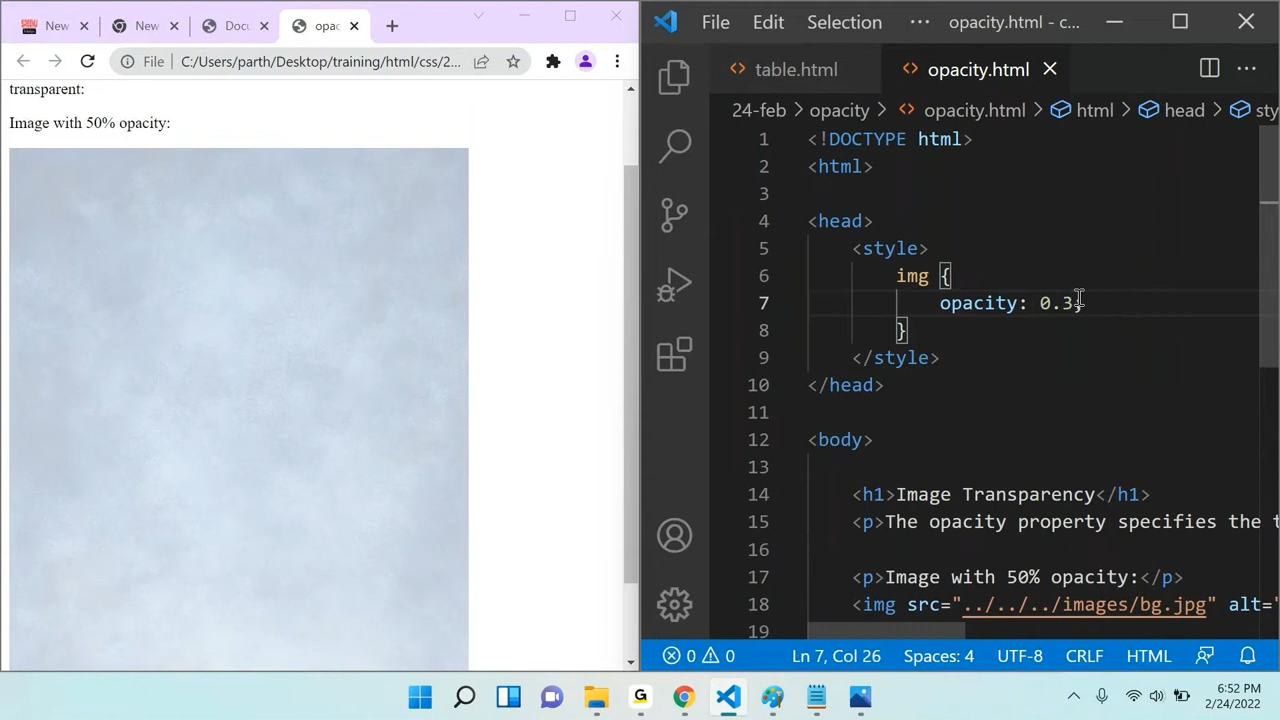 New
New
Docu
opac
File
C:/Users/parth/Desktop/training/html/css/2...
transparent:
Image with 50% opacity:
File Edit Selection ··· opacity.html - c...
table.html
opacity.html
24-feb > opacity > opacity.html > html > head > sty
1 <!DOCTYPE html>
2 <html>
3
4 <head>
5 <style>
6 img {
7 opacity: 0.3;
8 }
9 </style>
10 </head>
11
12 <body>
13
14 <h1>Image Transparency</h1>
15 <p>The opacity property specifies the t
16
17 <p>Image with 50% opacity:</p>
18 <img src="../../../images/bg.jpg" alt="
19
0 0 Ln 7, Col 26 Spaces: 4 UTF-8 CRLF HTML
6:52 PM
2/24/2022